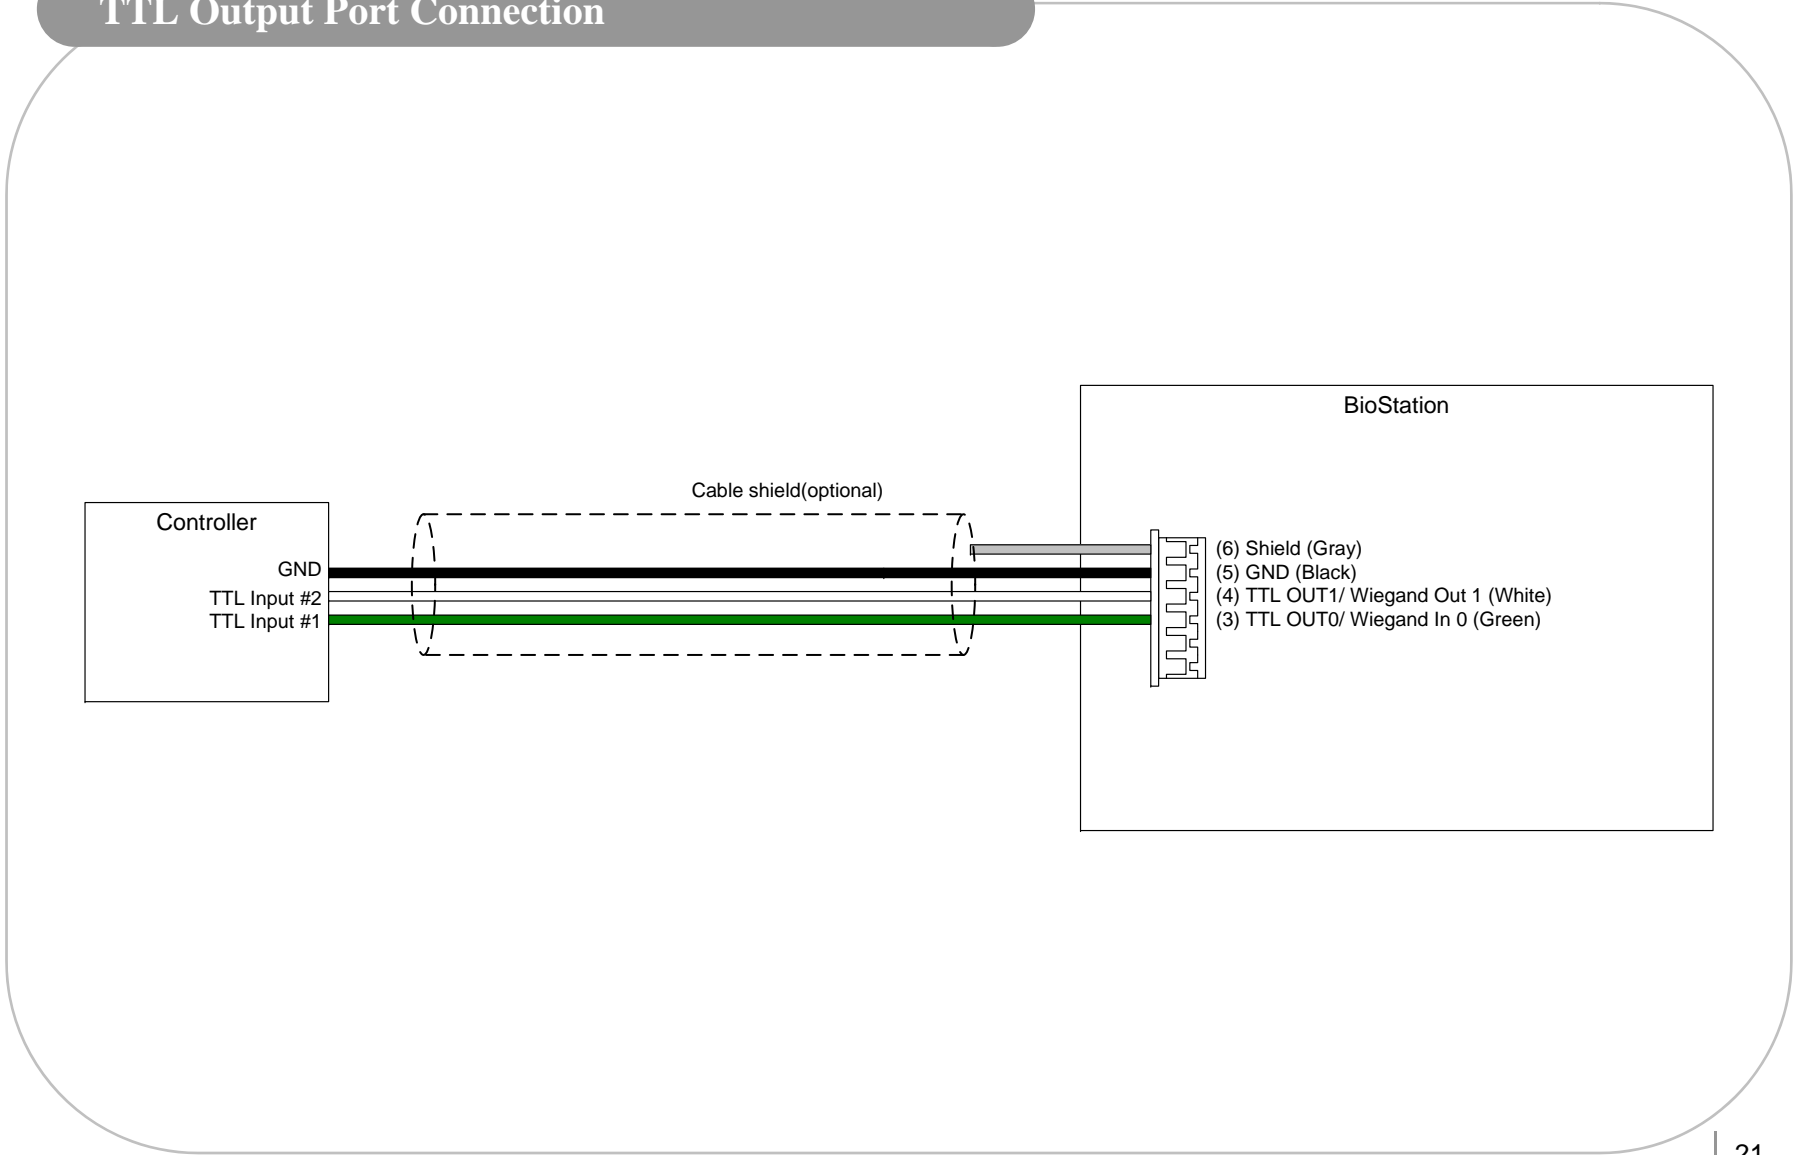 TTL Output Port Connection
BioStation
Cable shield(optional)
Controller
GND
TTL Input #2
TTL Input #1
(6) Shield (Gray)
(5) GND (Black)
(4) TTL OUT1/ Wiegand Out 1 (White)
(3) TTL OUT0/ Wiegand In 0 (Green)
21